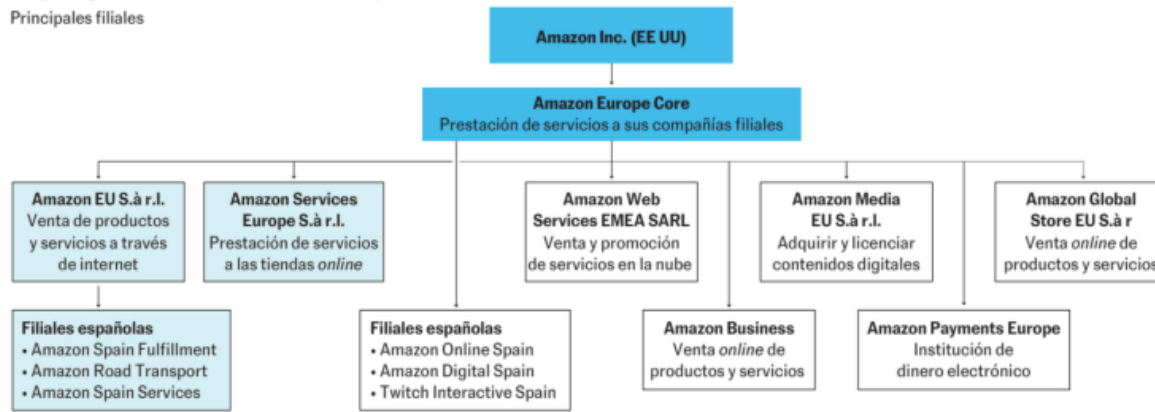 Principales filiales
Amazon Inc. (EE UU)
Amazon Europe Core
Prestación de servicios a sus compañías filiales
Amazon EU S.à r.l.
Venta de productos
y servicios a través
de internet
Amazon Services
Europe S.à r.l.
Prestación de servicios
a las tiendas online
Amazon Web
Services EMEA SARL
Venta y promoción
de servicios en la nube
Amazon Media
EU S.à r.l.
Adquirir y licenciar
contenidos digitales
Amazon Global
Store EU S.à r
Venta online de
productos y servicios
Filiales españolas
• Amazon Spain Fulfillment
• Amazon Road Transport
• Amazon Spain Services
Filiales españolas
• Amazon Online Spain
• Amazon Digital Spain
• Twitch Interactive Spain
Amazon Business
Venta online de
productos y servicios
Amazon Payments Europe
Institución de
dinero electrónico